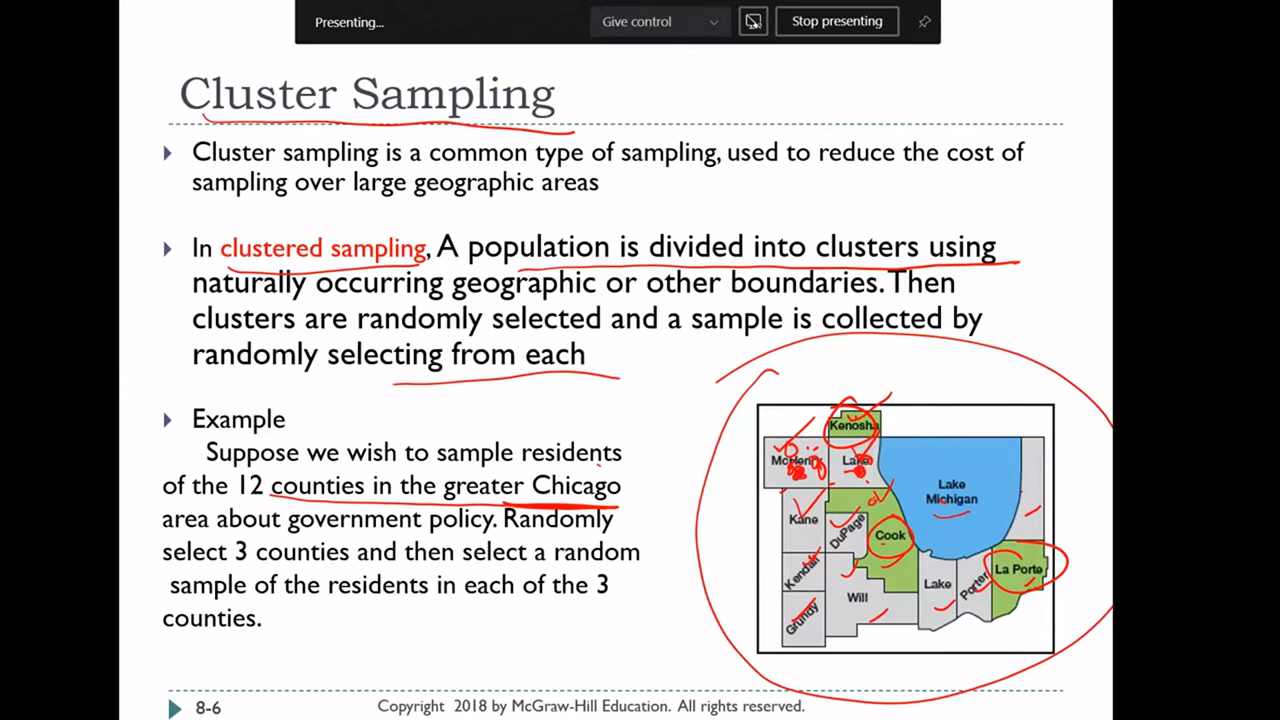 Presenting...
Give control
Stop presenting
Cluster Sampling
Cluster sampling is a common type of sampling, used to reduce the cost of
sampling over large geographic areas
In clustered sampling, A population is divided into clusters using
naturally occurring geographic or other boundaries. Then
clusters are randomly selected and a sample is collected by
randomly selecting from each
Example
Suppose we wish to sample residents
of the 12 counties in the greater Chicago
area about government policy. Randomly
select 3 counties and then select a random
sample of the residents in each of the 3
counties.
Kenosha
McHenry
Lake
Lake
Michigan
Kane
DuPage
Cook
Kendall
La Porte
Lake
Porter
Will
Grundy
8-6
Copyright 2018 by McGraw-Hill Education. All rights reserved.